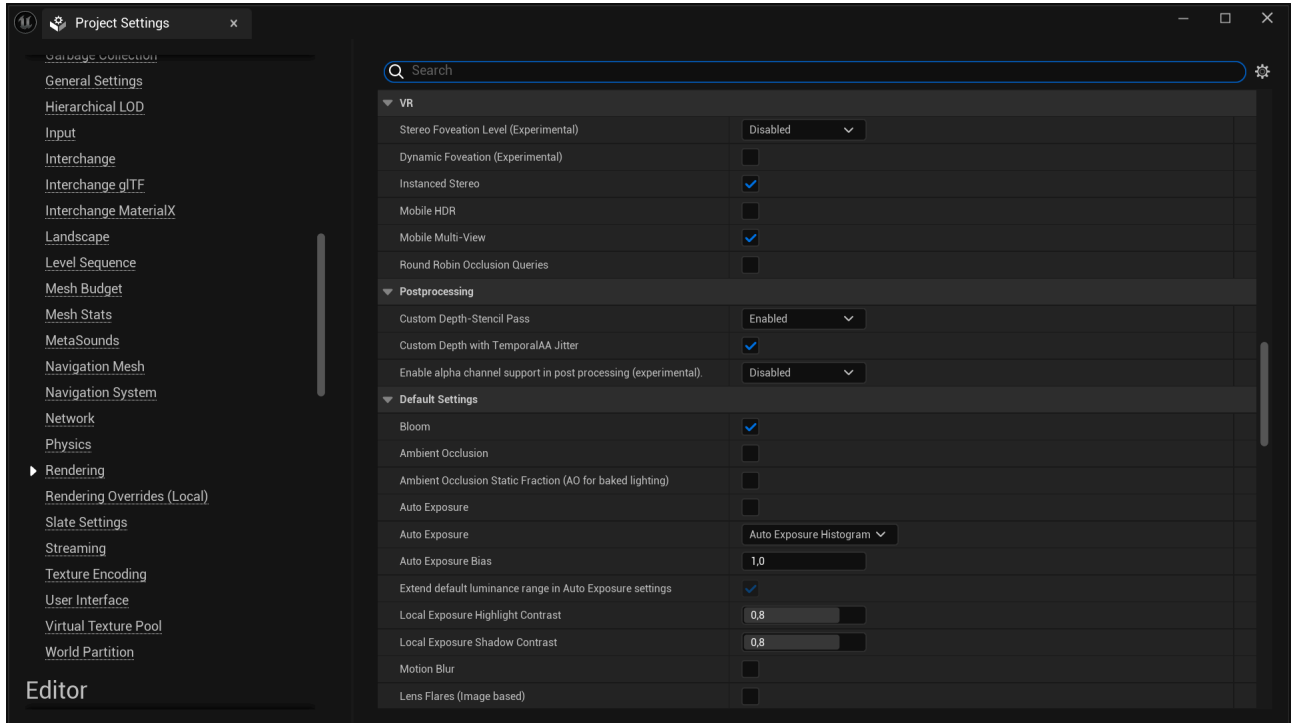 Project Settings
Garbage Collection
General Settings
Hierarchical LOD
Input
Interchange
Interchange glTF
Interchange MaterialX
Landscape
Level Sequence
Mesh Budget
Mesh Stats
MetaSounds
Navigation Mesh
Navigation System
Network
Physics
Rendering
Rendering Overrides (Local)
Slate Settings
Streaming
Texture Encoding
User Interface
Virtual Texture Pool
World Partition
Editor
Search
VR
Stereo Foveation Level (Experimental) Disabled
Dynamic Foveation (Experimental)
Instanced Stereo
Mobile HDR
Mobile Multi-View
Round Robin Occlusion Queries
Postprocessing
Custom Depth-Stencil Pass Enabled
Custom Depth with TemporalAA Jitter
Enable alpha channel support in post processing (experimental). Disabled
Default Settings
Bloom
Ambient Occlusion
Ambient Occlusion Static Fraction (AO for baked lighting)
Auto Exposure
Auto Exposure Auto Exposure Histogram
Auto Exposure Bias 1,0
Extend default luminance range in Auto Exposure settings
Local Exposure Highlight Contrast 0,8
Local Exposure Shadow Contrast 0,8
Motion Blur
Lens Flares (Image based)